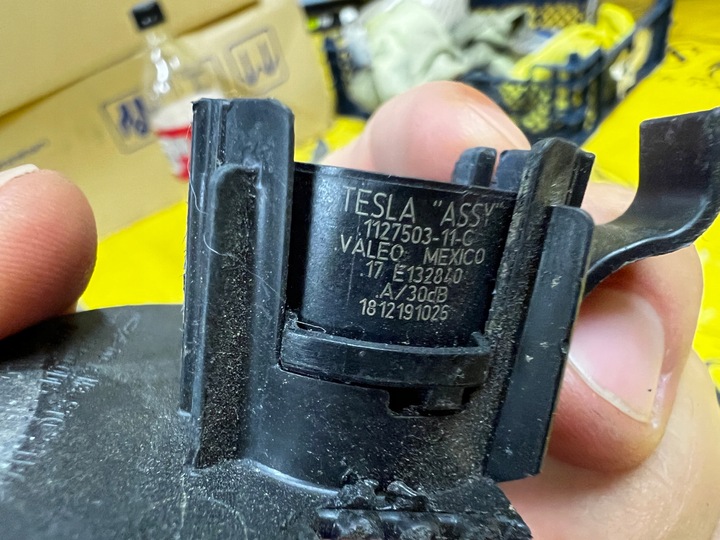 TESLA "ASSY"
1127503-11-C
VALEO MEXICO
17 E132840
A/30dB
1812191025